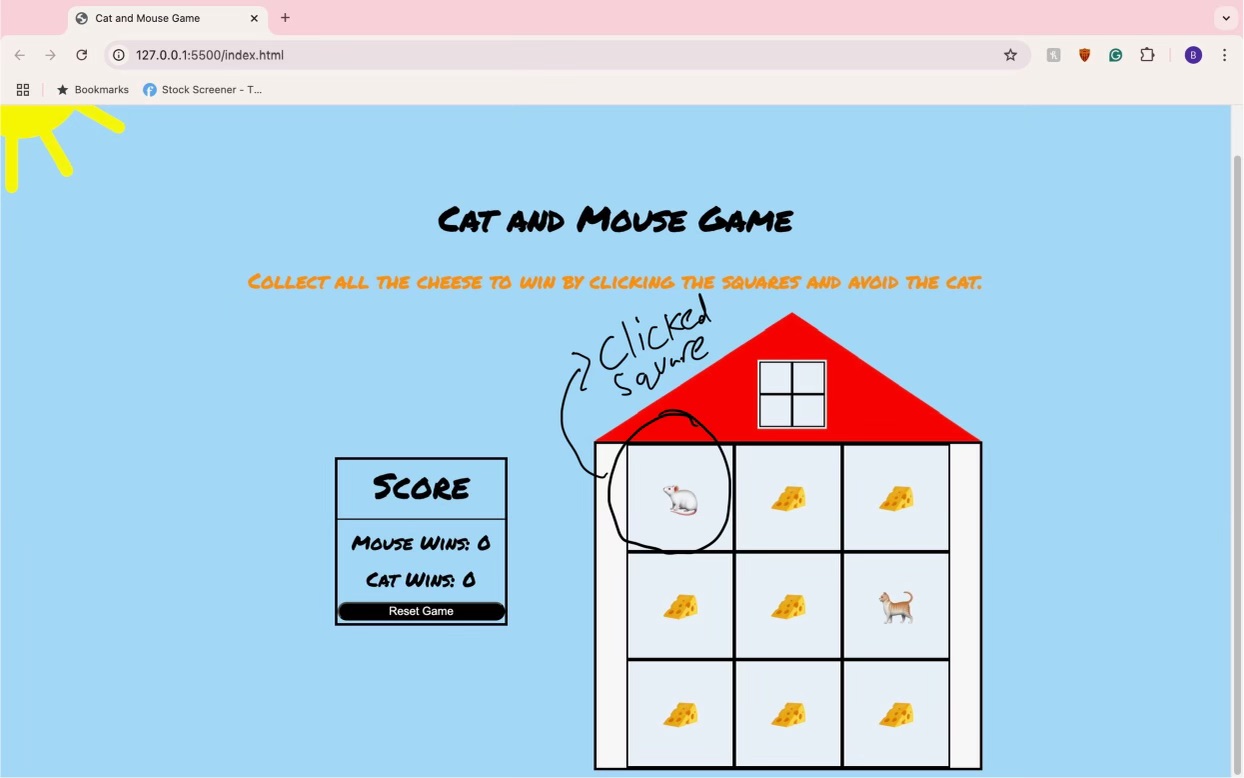 Cat and Mouse Game
127.0.0.1:5500/index.html
B
Bookmarks
Stock Screener - T...
Cat and Mouse Game
Collect all the cheese to win by clicking the squares and avoid the cat.
Clicked
square
Score
Mouse Wins: 0
Cat Wins: 0
Reset Game